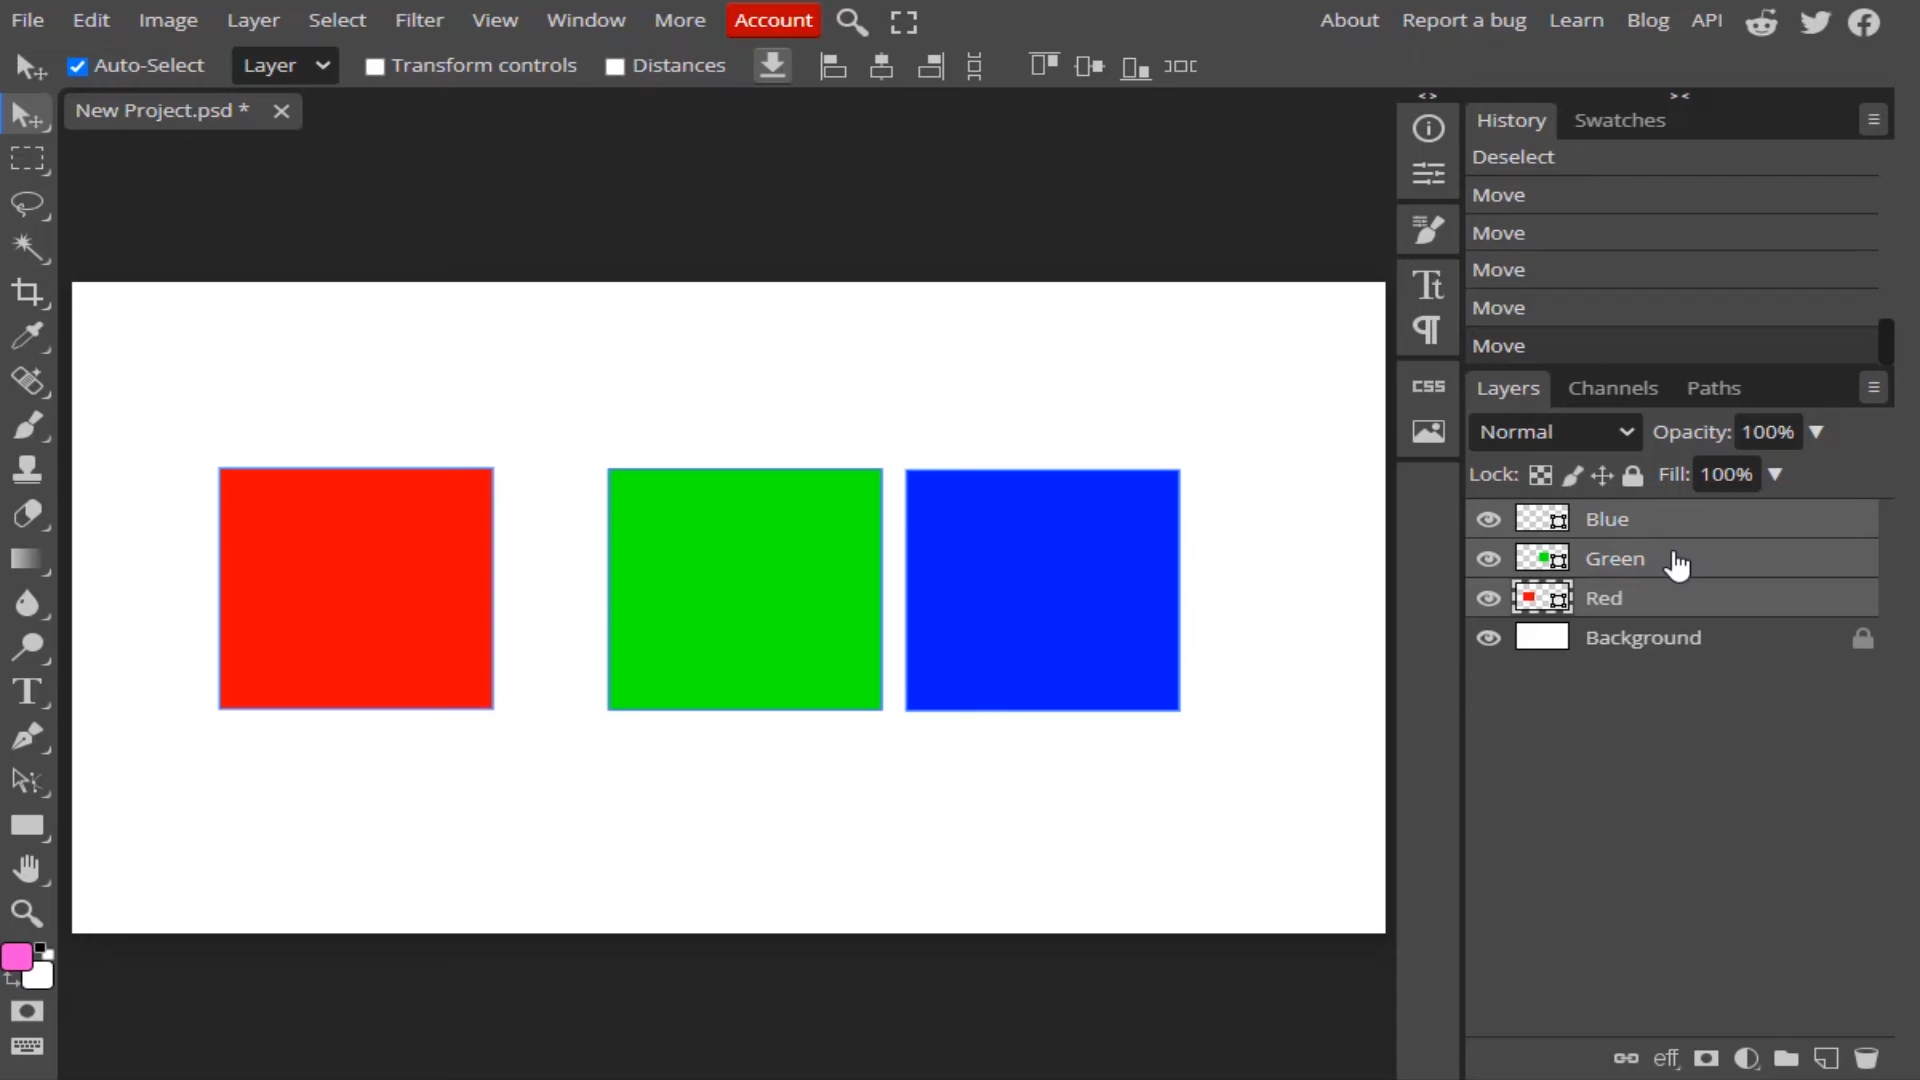 File Edit Image Layer Select Filter View Window More Account About Report a bug Learn Blog API
Auto-Select Layer Transform controls Distances
New Project.psd *
History Swatches
Deselect
Move
Move
Move
Move
Move
Tt
CSS
Layers Channels Paths
Normal Opacity: 100%
Lock: Fill: 100%
Blue
Green
Red
Background
T
eff